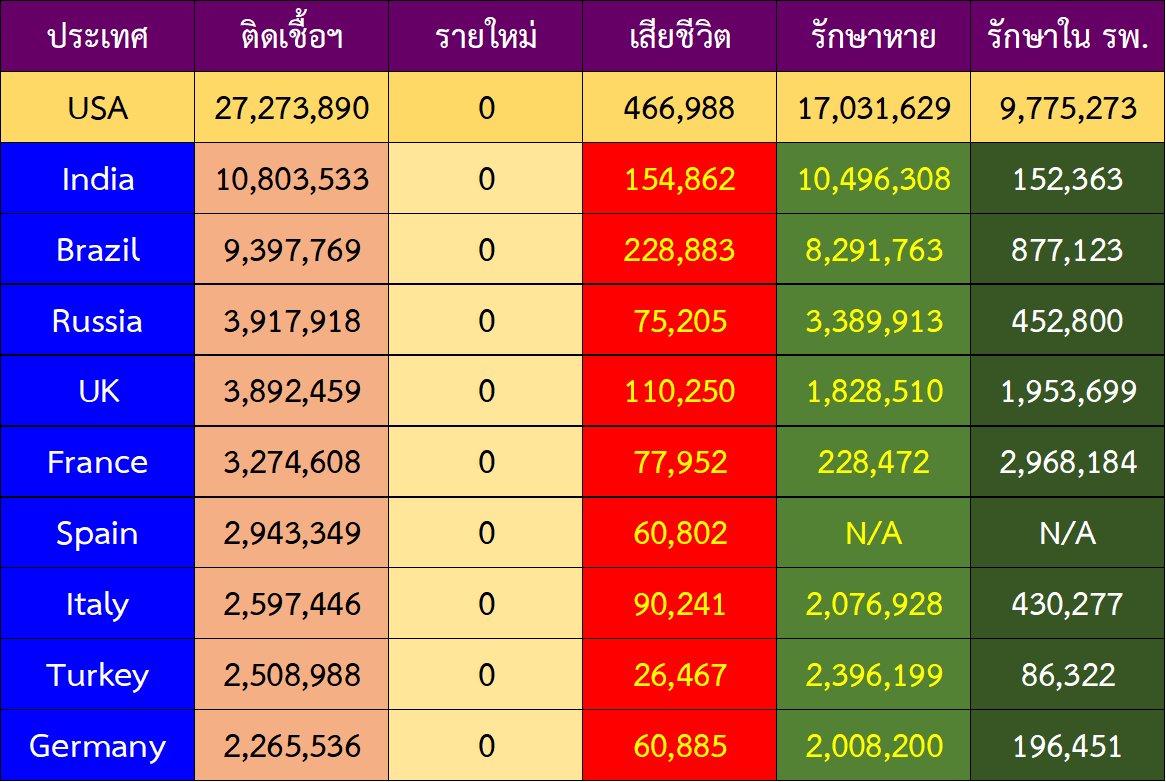 ประเทศ ติดเชื้อฯ รายใหม่ เสียชีวิต รักษาหาย รักษาใน รพ.
USA 27,273,890 0 466,988 17,031,629 9,775,273
India 10,803,533 0 154,862 10,496,308 152,363
Brazil 9,397,769 0 228,883 8,291,763 877,123
Russia 3,917,918 0 75,205 3,389,913 452,800
UK 3,892,459 0 110,250 1,828,510 1,953,699
France 3,274,608 0 77,952 228,472 2,968,184
Spain 2,943,349 0 60,802 N/A N/A
Italy 2,597,446 0 90,241 2,076,928 430,277
Turkey 2,508,988 0 26,467 2,396,199 86,322
Germany 2,265,536 0 60,885 2,008,200 196,451